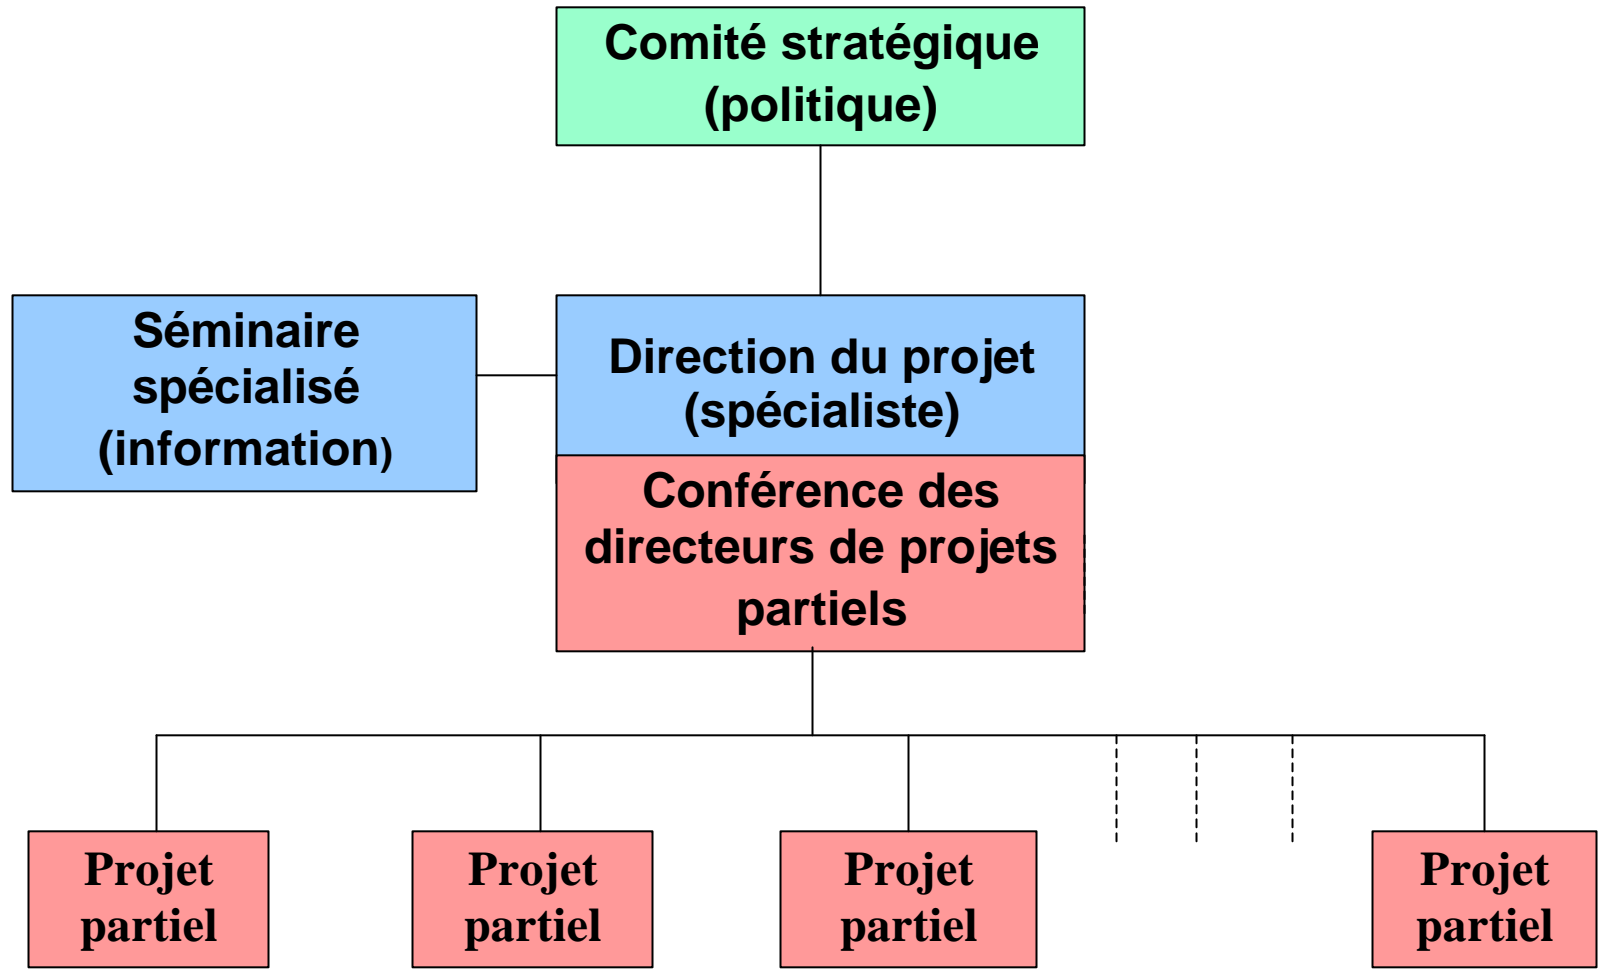 Comité stratégique
(politique)
Séminaire
spécialisé
(information)
Direction du projet
(spécialiste)
Conférence des
directeurs de projets
partiels
Projet
partiel
Projet
partiel
Projet
partiel
Projet
partiel